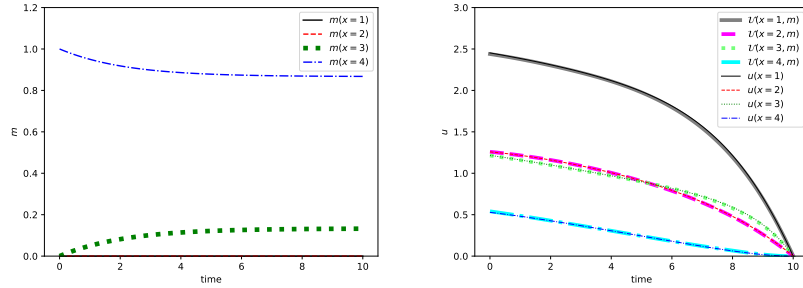 1.2
1.0
0.8
0.6
0.4
0.2
0.0
m
0 2 4 6 8 10
time
m(x = 1)
m(x = 2)
m(x = 3)
m(x = 4)
3.0
2.5
2.0
1.5
1.0
0.5
0.0
u
0 2 4 6 8 10
time
𝒰(x = 1, m)
𝒰(x = 2, m)
𝒰(x = 3, m)
𝒰(x = 4, m)
u(x = 1)
u(x = 2)
u(x = 3)
u(x = 4)